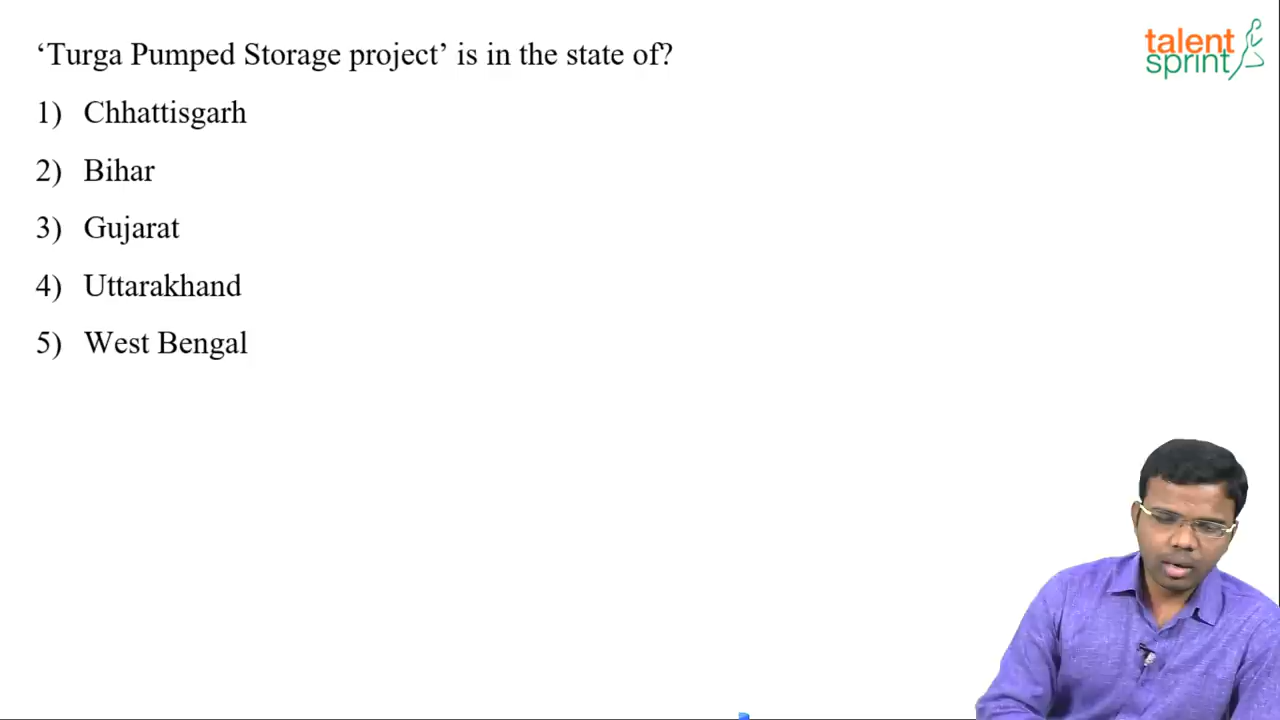 ‘Turga Pumped Storage project’ is in the state of?
talent
sprint
1) Chhattisgarh
2) Bihar
3) Gujarat
4) Uttarakhand
5) West Bengal